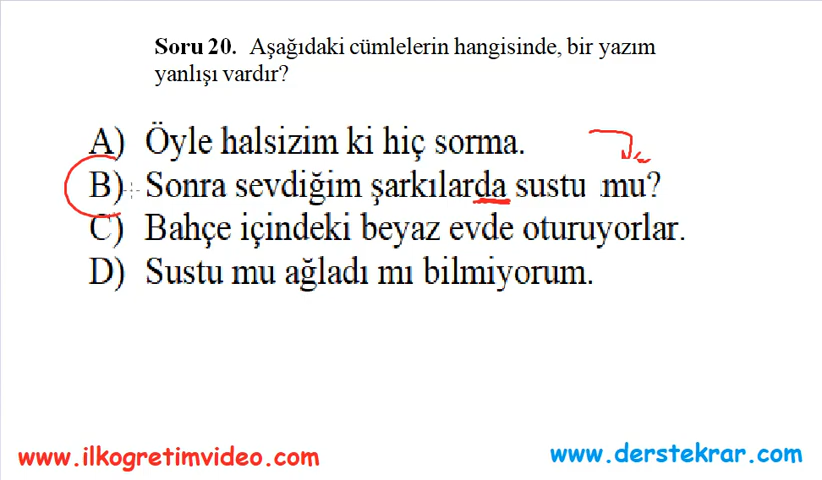 Soru 20. Aşağıdaki cümlelerin hangisinde, bir yazım
yanlışı vardır?
A) Öyle halsizim ki hiç sorma.
B) Sonra sevdiğim şarkılarda sustu mu?
C) Bahçe içindeki beyaz evde oturuyorlar.
D) Sustu mu ağladı mı bilmiyorum.
www.ilkogretimvideo.com
www.derstekrar.com